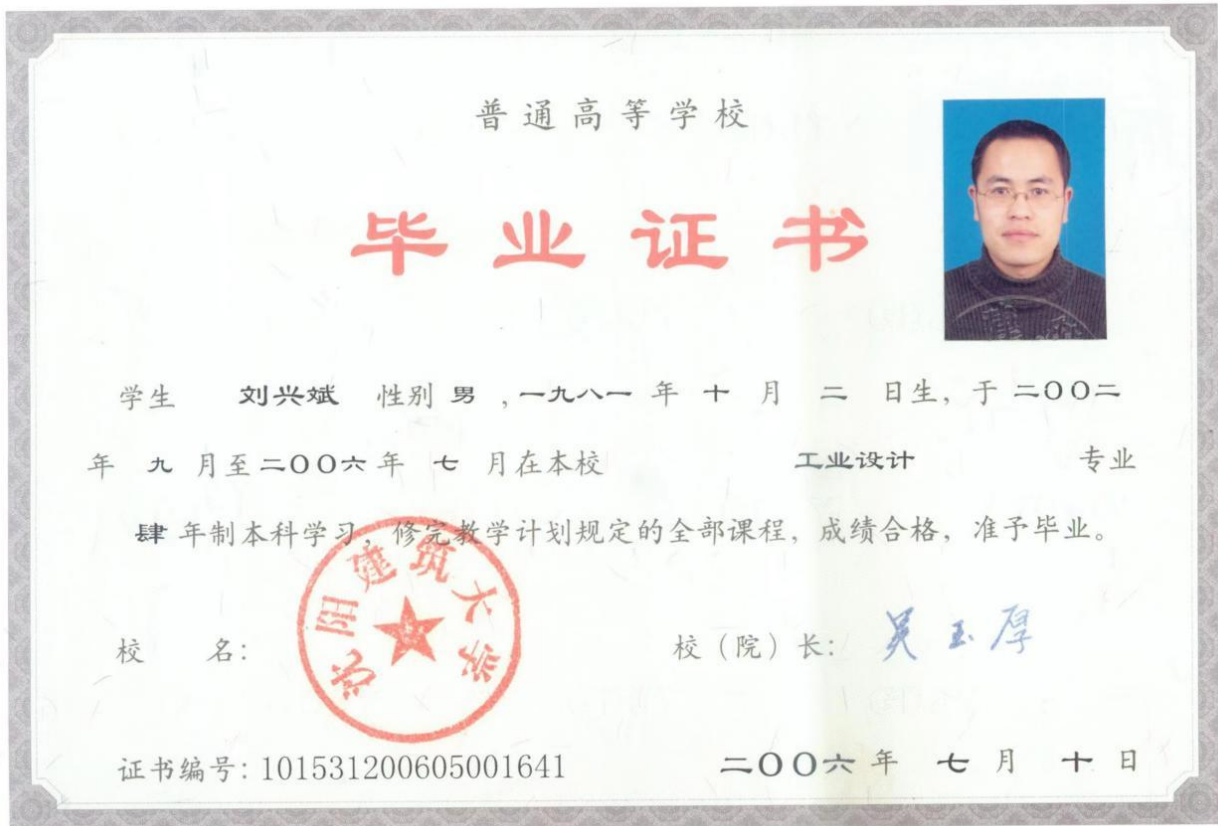 普通高等学校
毕业证书
学生 刘兴斌 性别 男 ,一九八一 年 十 月 二 日生, 于 二〇〇二
年 九 月至 二〇〇六 年 七 月在本校 工业设计 专业
肆 年制本科学习, 修完教学计划规定的全部课程, 成绩合格, 准予毕业。
沈阳建筑大学
校 名: 校 (院) 长: 吴玉厚
证书编号: 101531200605001641 二〇〇六 年 七 月 十 日